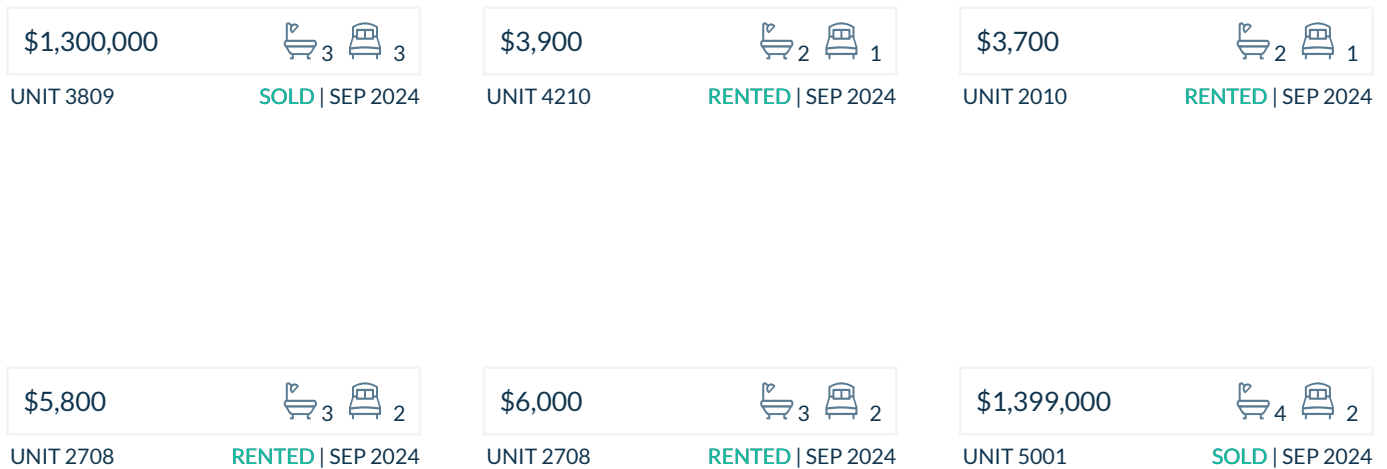 $1,300,000 3 3
UNIT 3809 SOLD | SEP 2024
$3,900 2 1
UNIT 4210 RENTED | SEP 2024
$3,700 2 1
UNIT 2010 RENTED | SEP 2024
$5,800 3 2
UNIT 2708 RENTED | SEP 2024
$6,000 3 2
UNIT 2708 RENTED | SEP 2024
$1,399,000 4 2
UNIT 5001 SOLD | SEP 2024